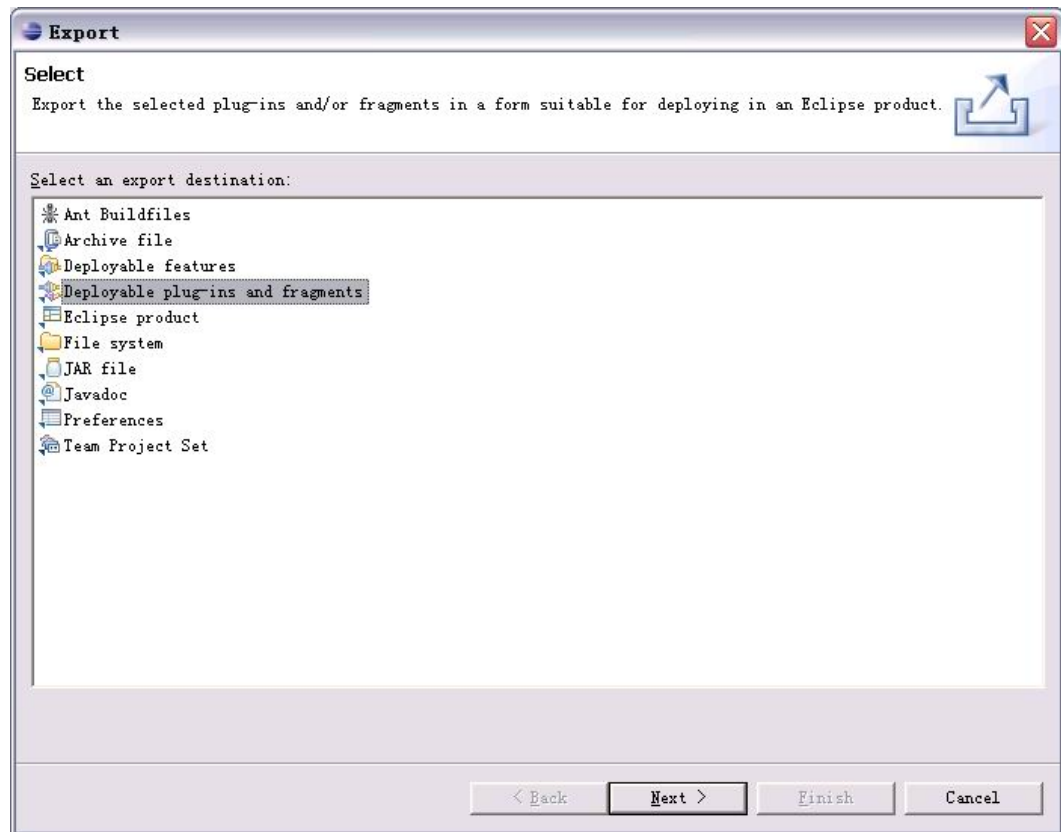 Export
Select
Export the selected plug-ins and/or fragments in a form suitable for deploying in an Eclipse product.
Select an export destination:
Ant Buildfiles
Archive file
Deployable features
Deployable plug-ins and fragments
Eclipse product
File system
JAR file
Javadoc
Preferences
Team Project Set
< Back
Next >
Finish
Cancel